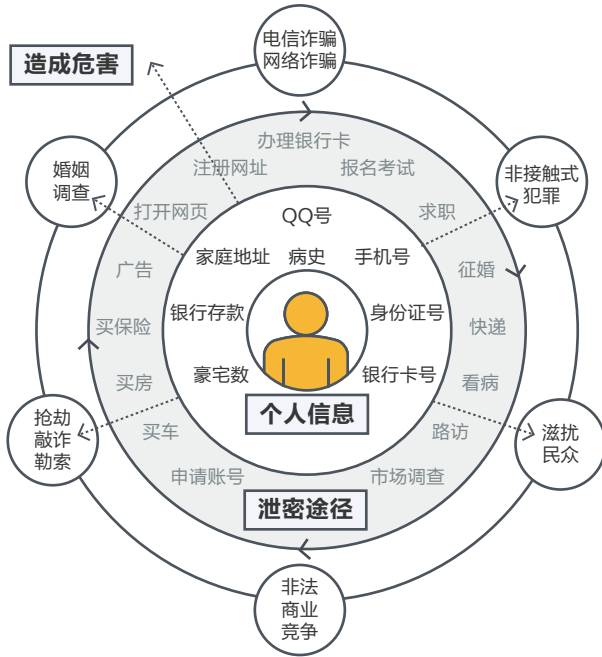 电信诈骗
网络诈骗
造成危害
办理银行卡
注册网址
报名考试
婚姻
调查
非接触式
犯罪
打开网页
QQ号
求职
家庭地址
病史
手机号
广告
征婚
银行存款
身份证号
买保险
快递
豪宅数
银行卡号
买房
看病
抢劫
敲诈
勒索
个人信息
买车
路访
滋扰
民众
申请账号
市场调查
泄密途径
非法
商业
竞争